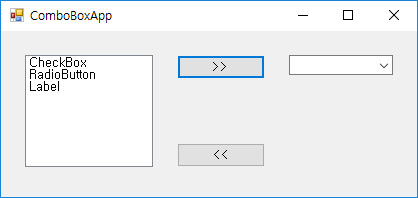 ComboBoxApp
CheckBox
RadioButton
Label
>>
<<